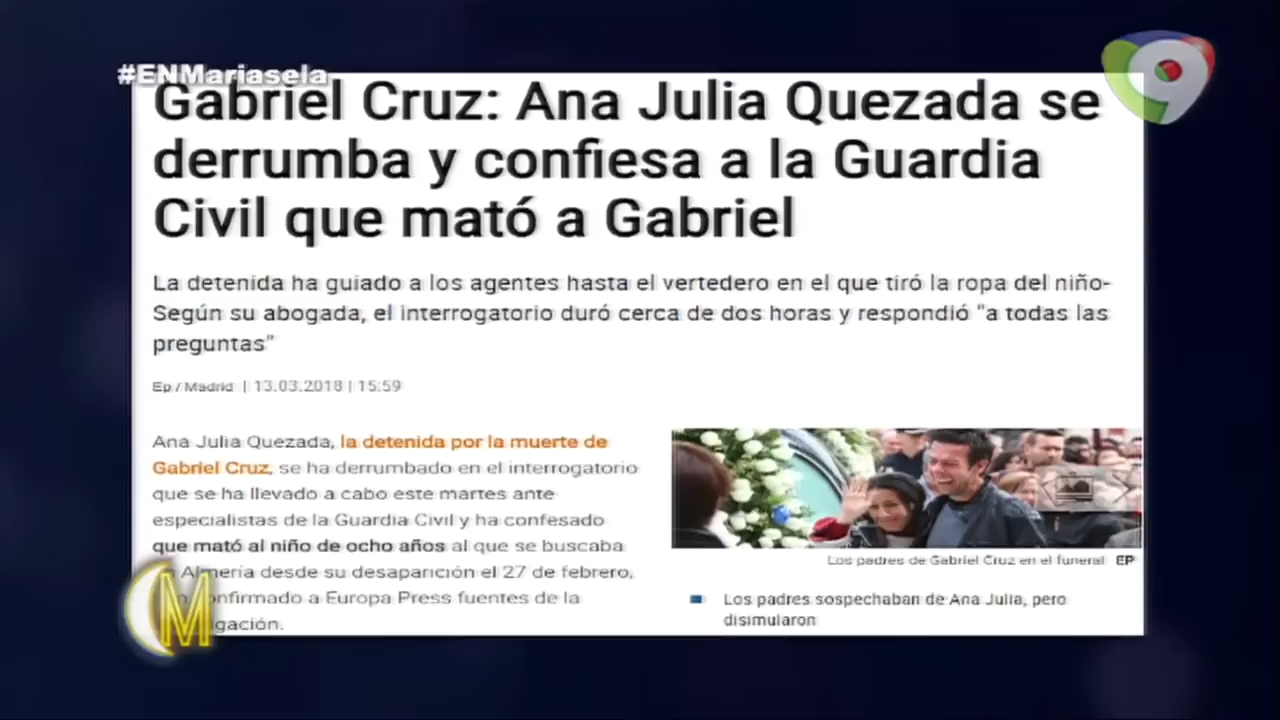 #ENMariasela
9
Gabriel Cruz: Ana Julia Quezada se
derrumba y confiesa a la Guardia
Civil que mató a Gabriel
La detenida ha guiado a los agentes hasta el vertedero en el que tiró la ropa del niño-
Según su abogada, el interrogatorio duró cerca de dos horas y respondió "a todas las
preguntas"
Ep / Madrid | 13.03.2018 | 15:59
Ana Julia Quezada, la detenida por la muerte de
Gabriel Cruz, se ha derrumbado en el interrogatorio
que se ha llevado a cabo este martes ante
especialistas de la Guardia Civil y ha confesado
que mató al niño de ocho años al que se buscaba
Almería desde su desaparición el 27 de febrero,
onfirmado a Europa Press fuentes de la
gación.
M
Los padres de Gabriel Cruz en el funeral EP
Los padres sospechaban de Ana Julia, pero
disimularon